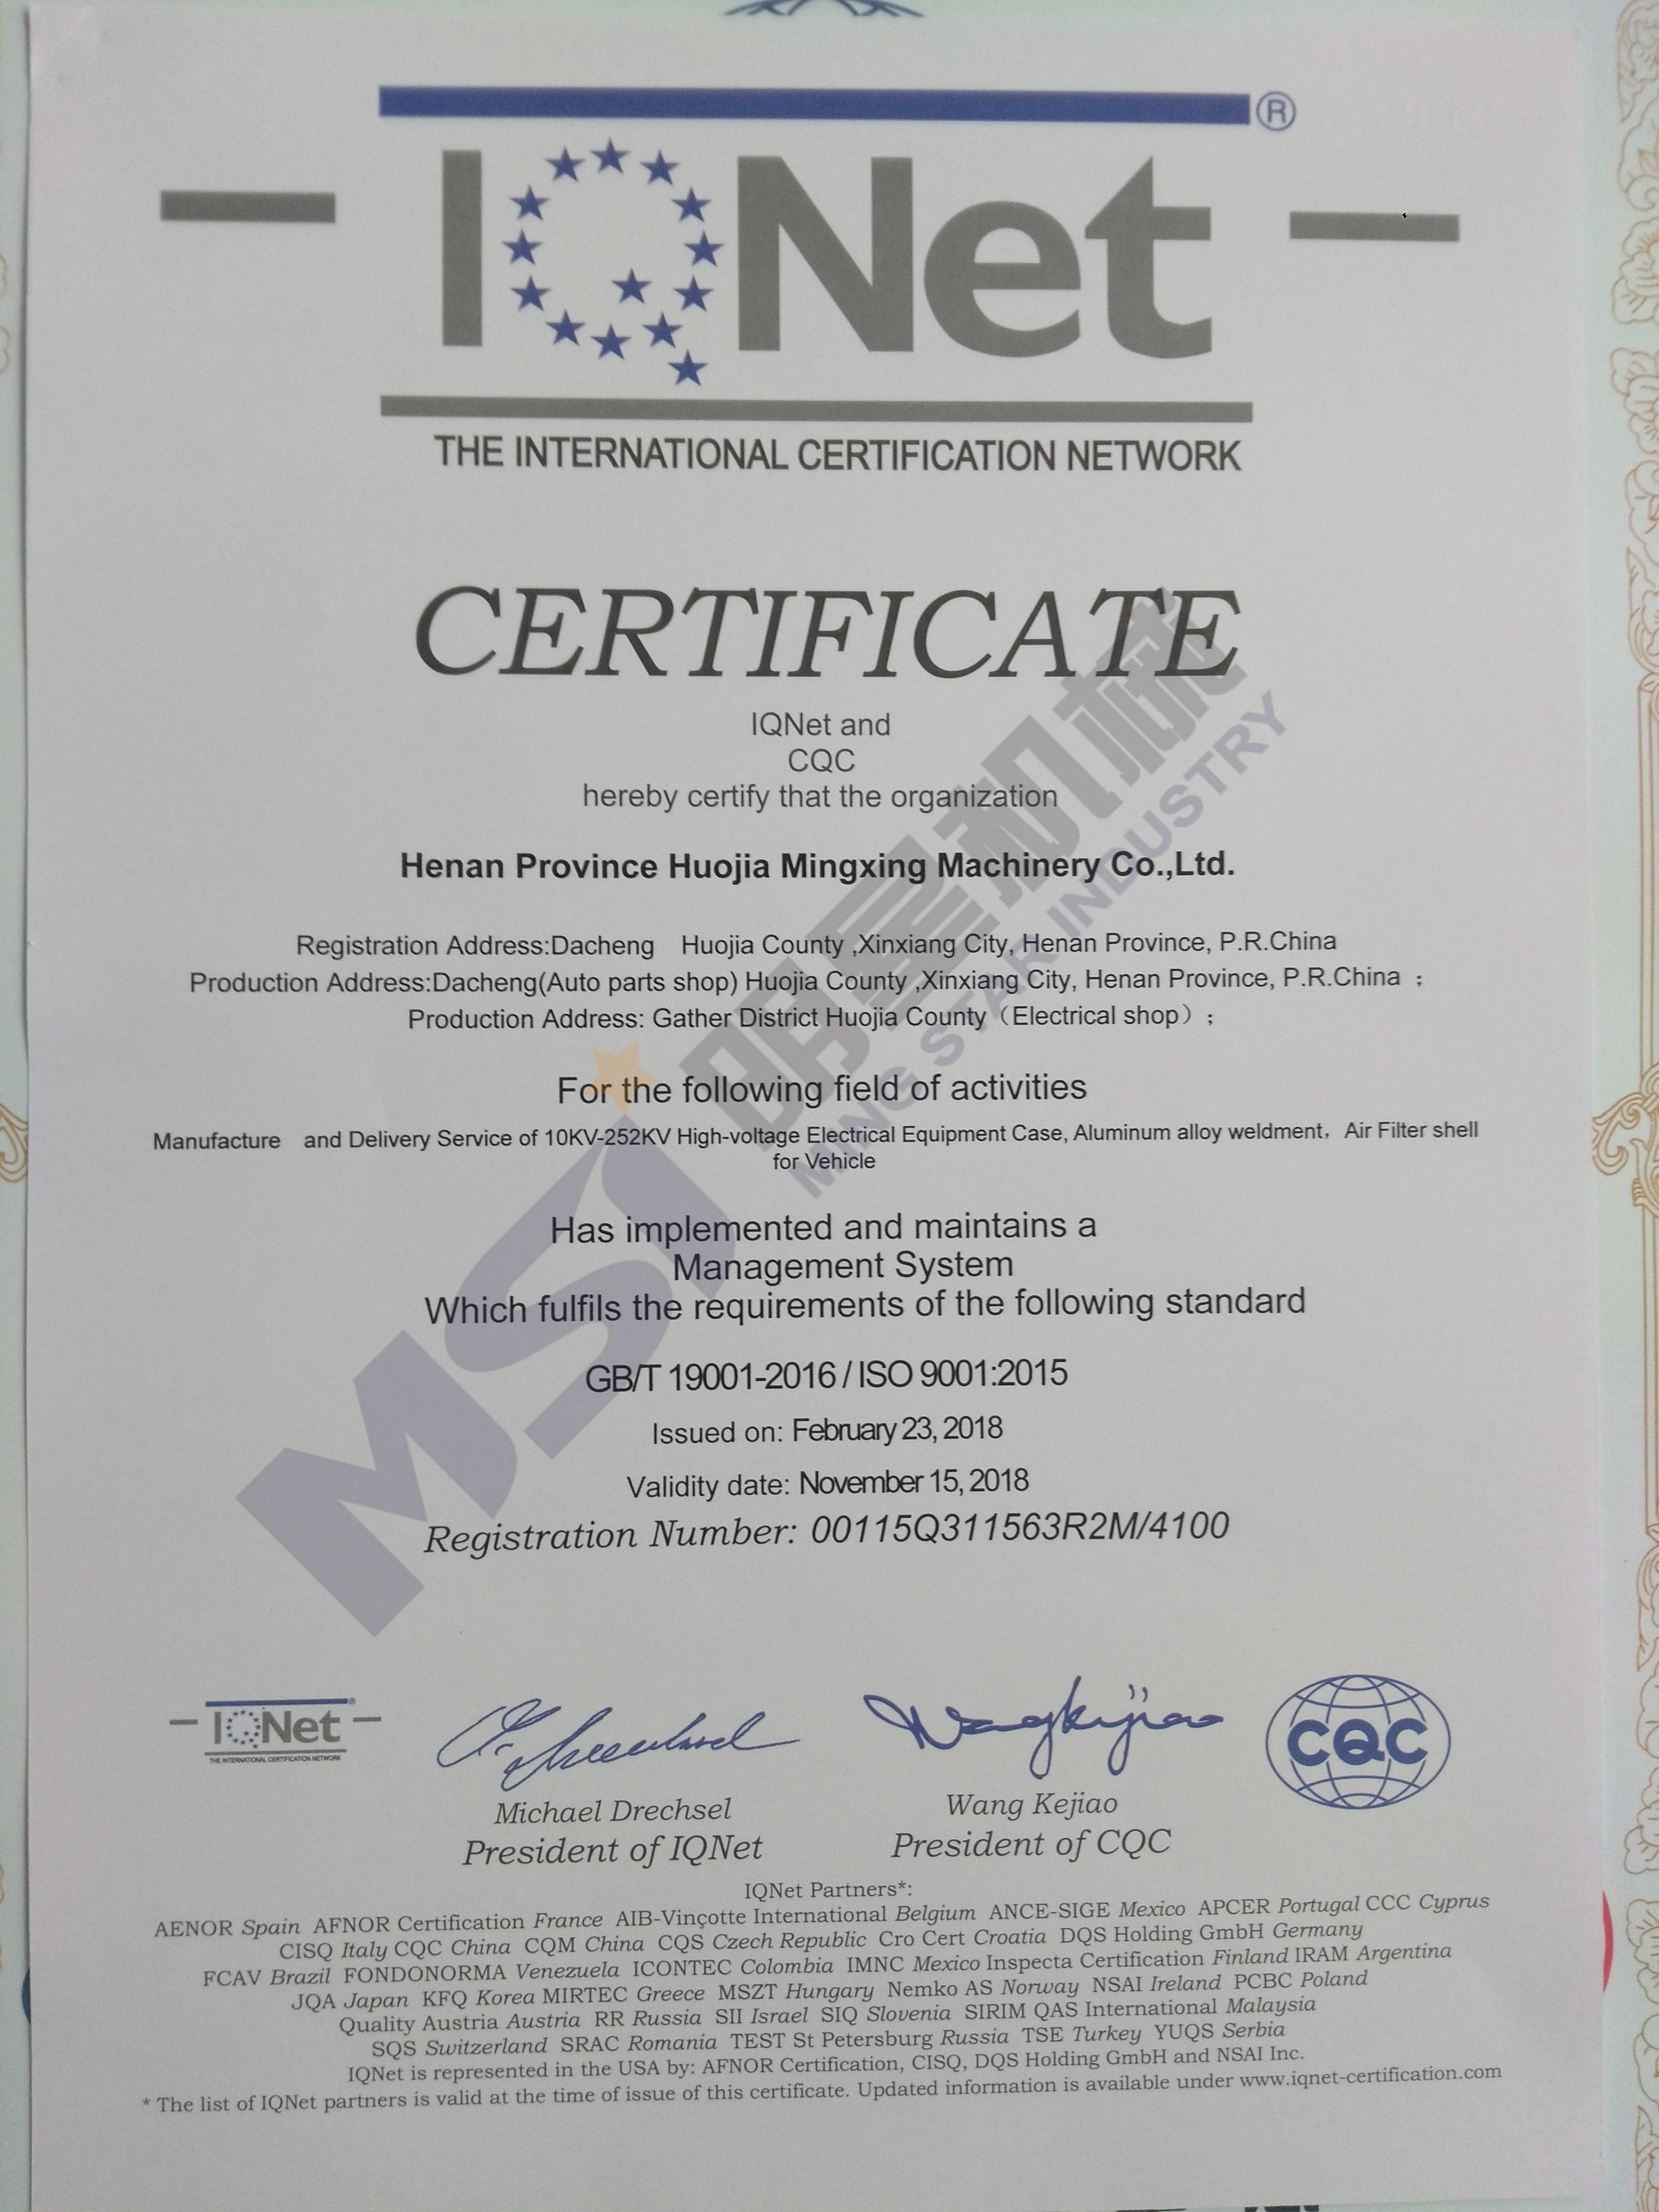 IQNet®
THE INTERNATIONAL CERTIFICATION NETWORK
CERTIFICATE
IQNet and
CQC
hereby certify that the organization
Henan Province Huojia Mingxing Machinery Co.,Ltd.
Registration Address:Dacheng Huojia County ,Xinxiang City, Henan Province, P.R.China
Production Address:Dacheng(Auto parts shop) Huojia County ,Xinxiang City, Henan Province, P.R.China ；
Production Address: Gather District Huojia County（Electrical shop）；
For the following field of activities
Manufacture and Delivery Service of 10KV-252KV High-voltage Electrical Equipment Case, Aluminum alloy weldment， Air Filter shell
for Vehicle
Has implemented and maintains a
Management System
Which fulfils the requirements of the following standard
GB/T 19001-2016 / ISO 9001:2015
Issued on: February 23, 2018
Validity date: November 15, 2018
Registration Number: 00115Q311563R2M/4100
MSI 明星机械
MING STAR INDUSTRY
IQNet®
THE INTERNATIONAL CERTIFICATION NETWORK
Wangkejiao
CQC
Michael Drechsel
President of IQNet
Wang Kejiao
President of CQC
IQNet Partners*:
AENOR Spain AFNOR Certification France AIB-Vinçotte International Belgium ANCE-SIGE Mexico APCER Portugal CCC Cyprus
CISQ Italy CQC China CQM China CQS Czech Republic Cro Cert Croatia DQS Holding GmbH Germany
FCAV Brazil FONDONORMA Venezuela ICONTEC Colombia IMNC Mexico Inspecta Certification Finland IRAM Argentina
JQA Japan KFQ Korea MIRTEC Greece MSZT Hungary Nemko AS Norway NSAI Ireland PCBC Poland
Quality Austria Austria RR Russia SII Israel SIQ Slovenia SIRIM QAS International Malaysia
SQS Switzerland SRAC Romania TEST St Petersburg Russia TSE Turkey YUQS Serbia
IQNet is represented in the USA by: AFNOR Certification, CISQ, DQS Holding GmbH and NSAI Inc.
* The list of IQNet partners is valid at the time of issue of this certificate. Updated information is available under www.iqnet-certification.com